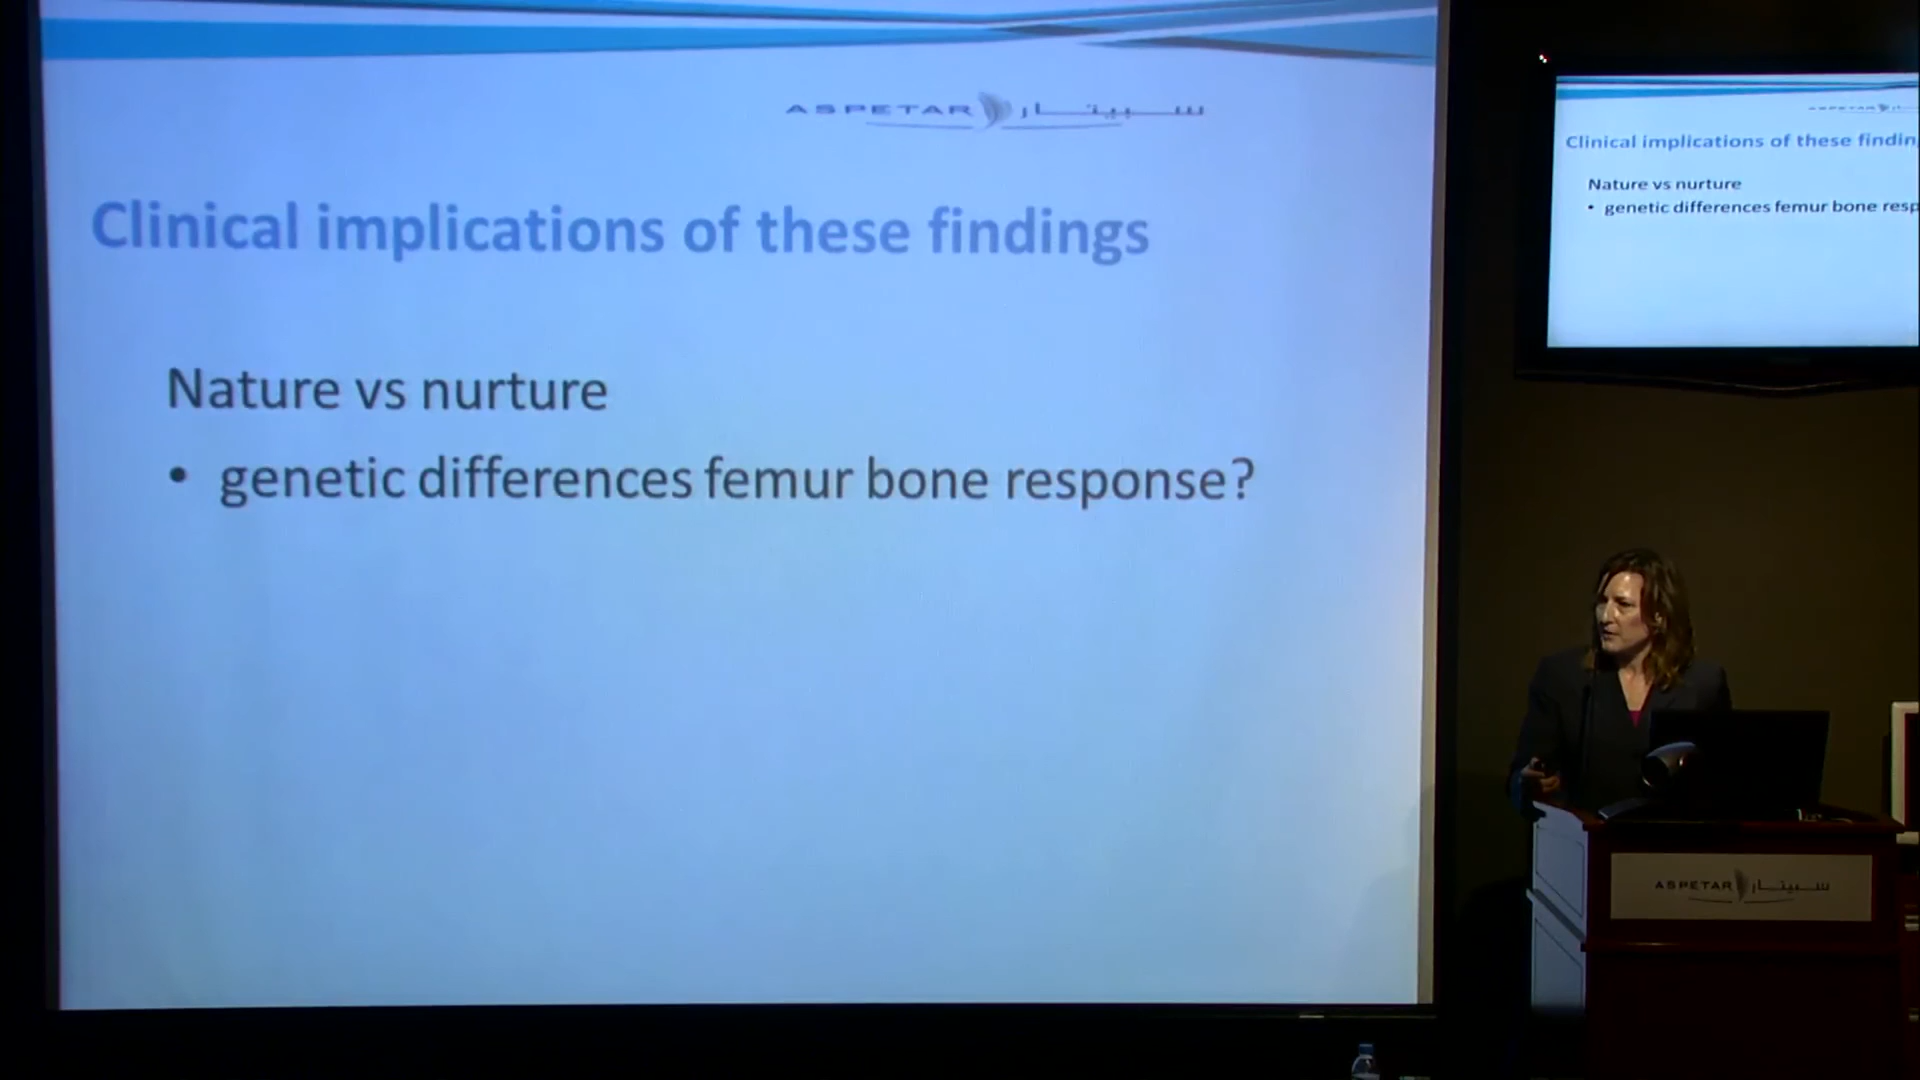 ASPETAR سبيتار
Clinical implications of these findings
Nature vs nurture
• genetic differences femur bone response?
Clinical implications of these findin
Nature vs nurture
• genetic differences femur bone resp
ASPETAR سبيتار